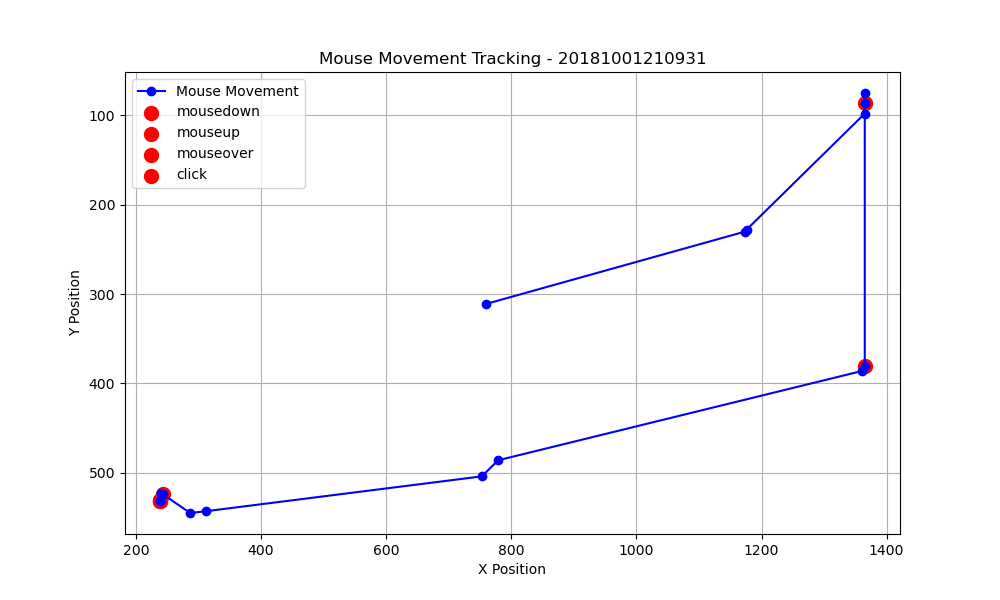 Mouse Movement Tracking - 20181001210931
Mouse Movement
mousedown
mouseup
mouseover
click
Y Position
100
200
300
400
500
200 400 600 800 1000 1200 1400
X Position